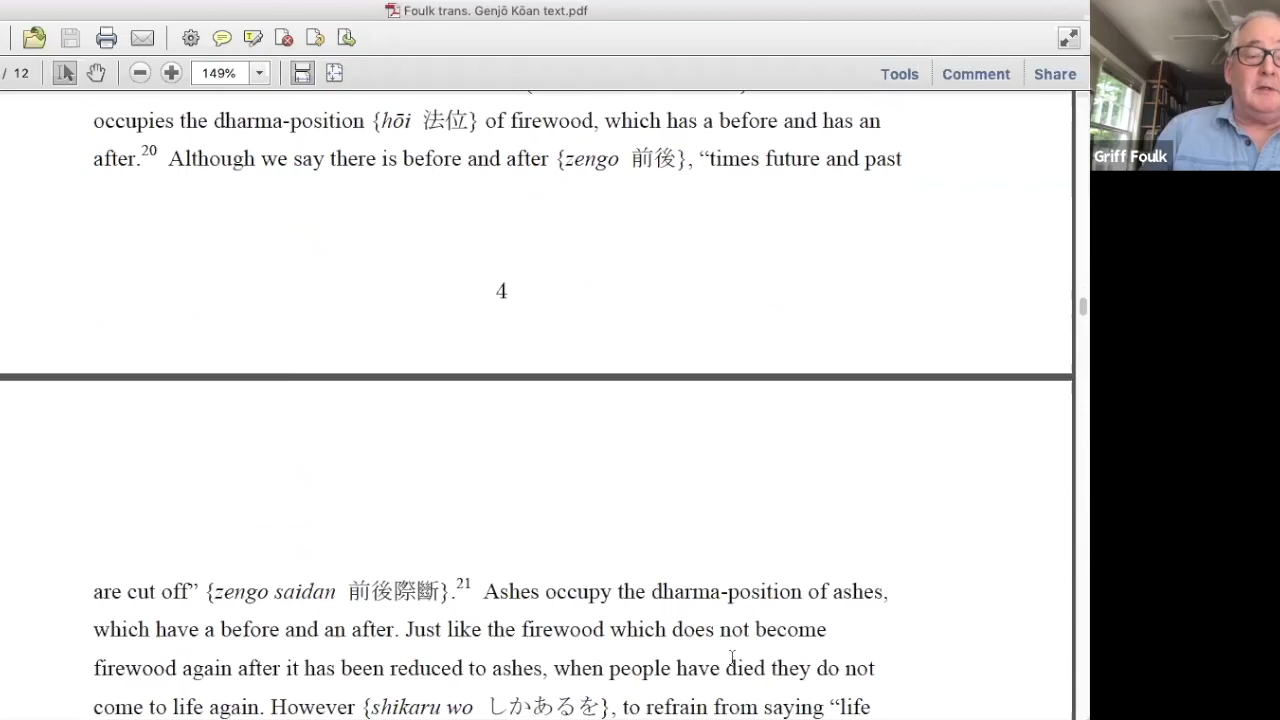 Foulk trans. Genjō Kōan text.pdf
/ 12
149%
Tools
Comment
Share
Griff Foulk
occupies the dharma-position {hōi 法位} of firewood, which has a before and has an
after.20 Although we say there is before and after {zengo 前後}, “times future and past
4
are cut off” {zengo saidan 前後際斷}.21 Ashes occupy the dharma-position of ashes,
which have a before and an after. Just like the firewood which does not become
firewood again after it has been reduced to ashes, when people have died they do not
come to life again. However {shikaru wo しかあるを}, to refrain from saying “life